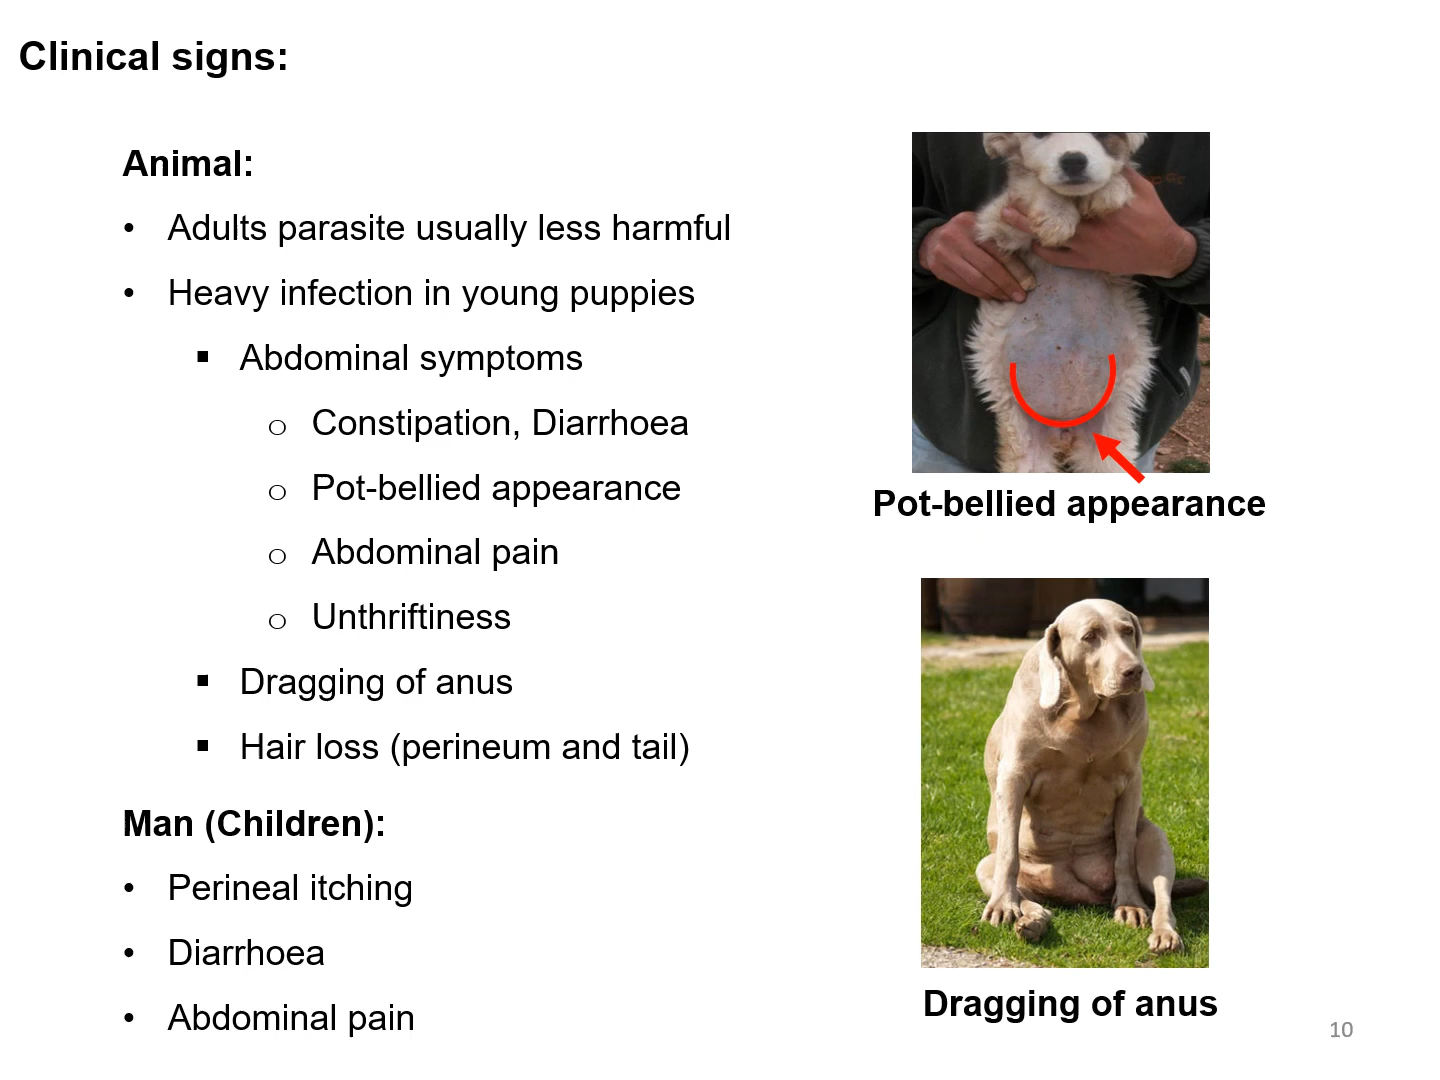 Clinical signs:
Animal:
• Adults parasite usually less harmful
• Heavy infection in young puppies
▪ Abdominal symptoms
o Constipation, Diarrhoea
o Pot-bellied appearance
o Abdominal pain
o Unthriftiness
▪ Dragging of anus
▪ Hair loss (perineum and tail)
Man (Children):
• Perineal itching
• Diarrhoea
• Abdominal pain
Pot-bellied appearance
Dragging of anus
10